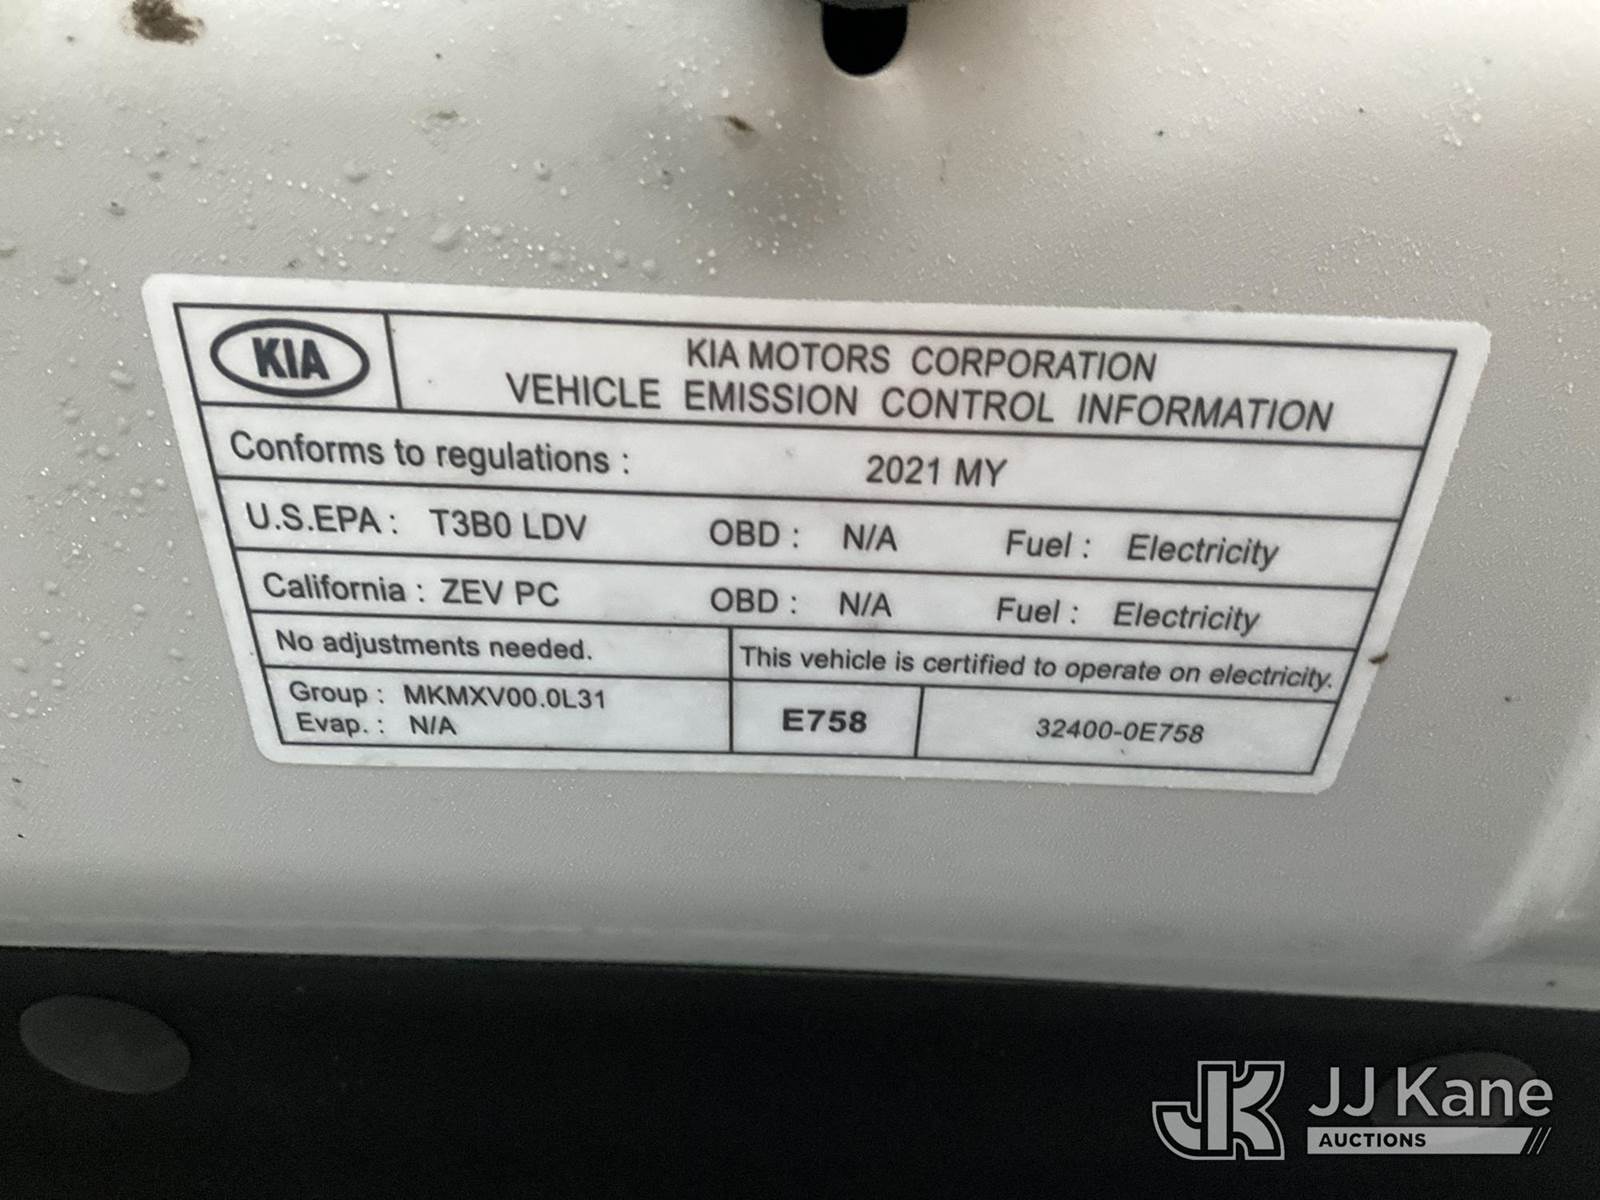 KIA
KIA MOTORS CORPORATION
VEHICLE EMISSION CONTROL INFORMATION
Conforms to regulations : 2021 MY
U.S.EPA : T3B0 LDV OBD : N/A Fuel : Electricity
California : ZEV PC OBD : N/A Fuel : Electricity
No adjustments needed.
This vehicle is certified to operate on electricity.
Group : MKMXV00.0L31
Evap. : N/A
E758
32400-0E758
JK JJ Kane
AUCTIONS